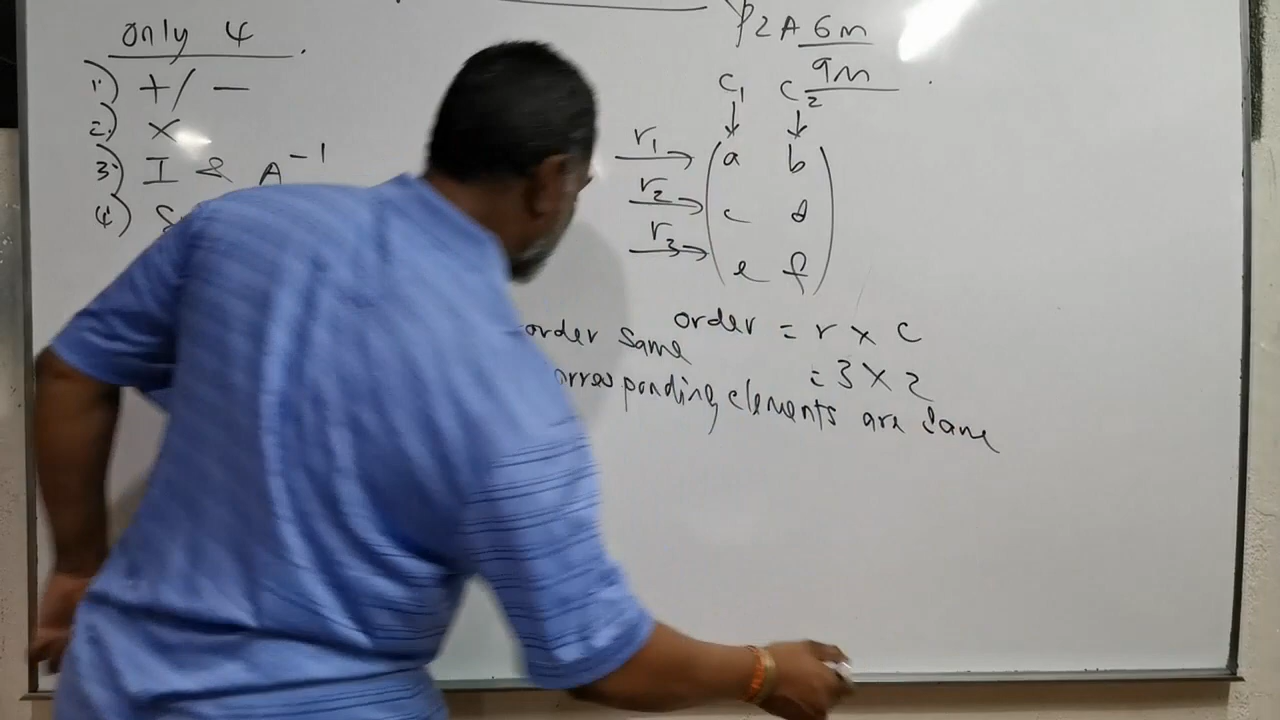 only 4
1) + / −
2) ×
3) I & A⁻¹
4)
P2 A 6m
9m
c₁ c₂
r₁ a b
r₂ c d
r₃ e f
order = r × c
= 3 × 2
order same
corresponding elements are same